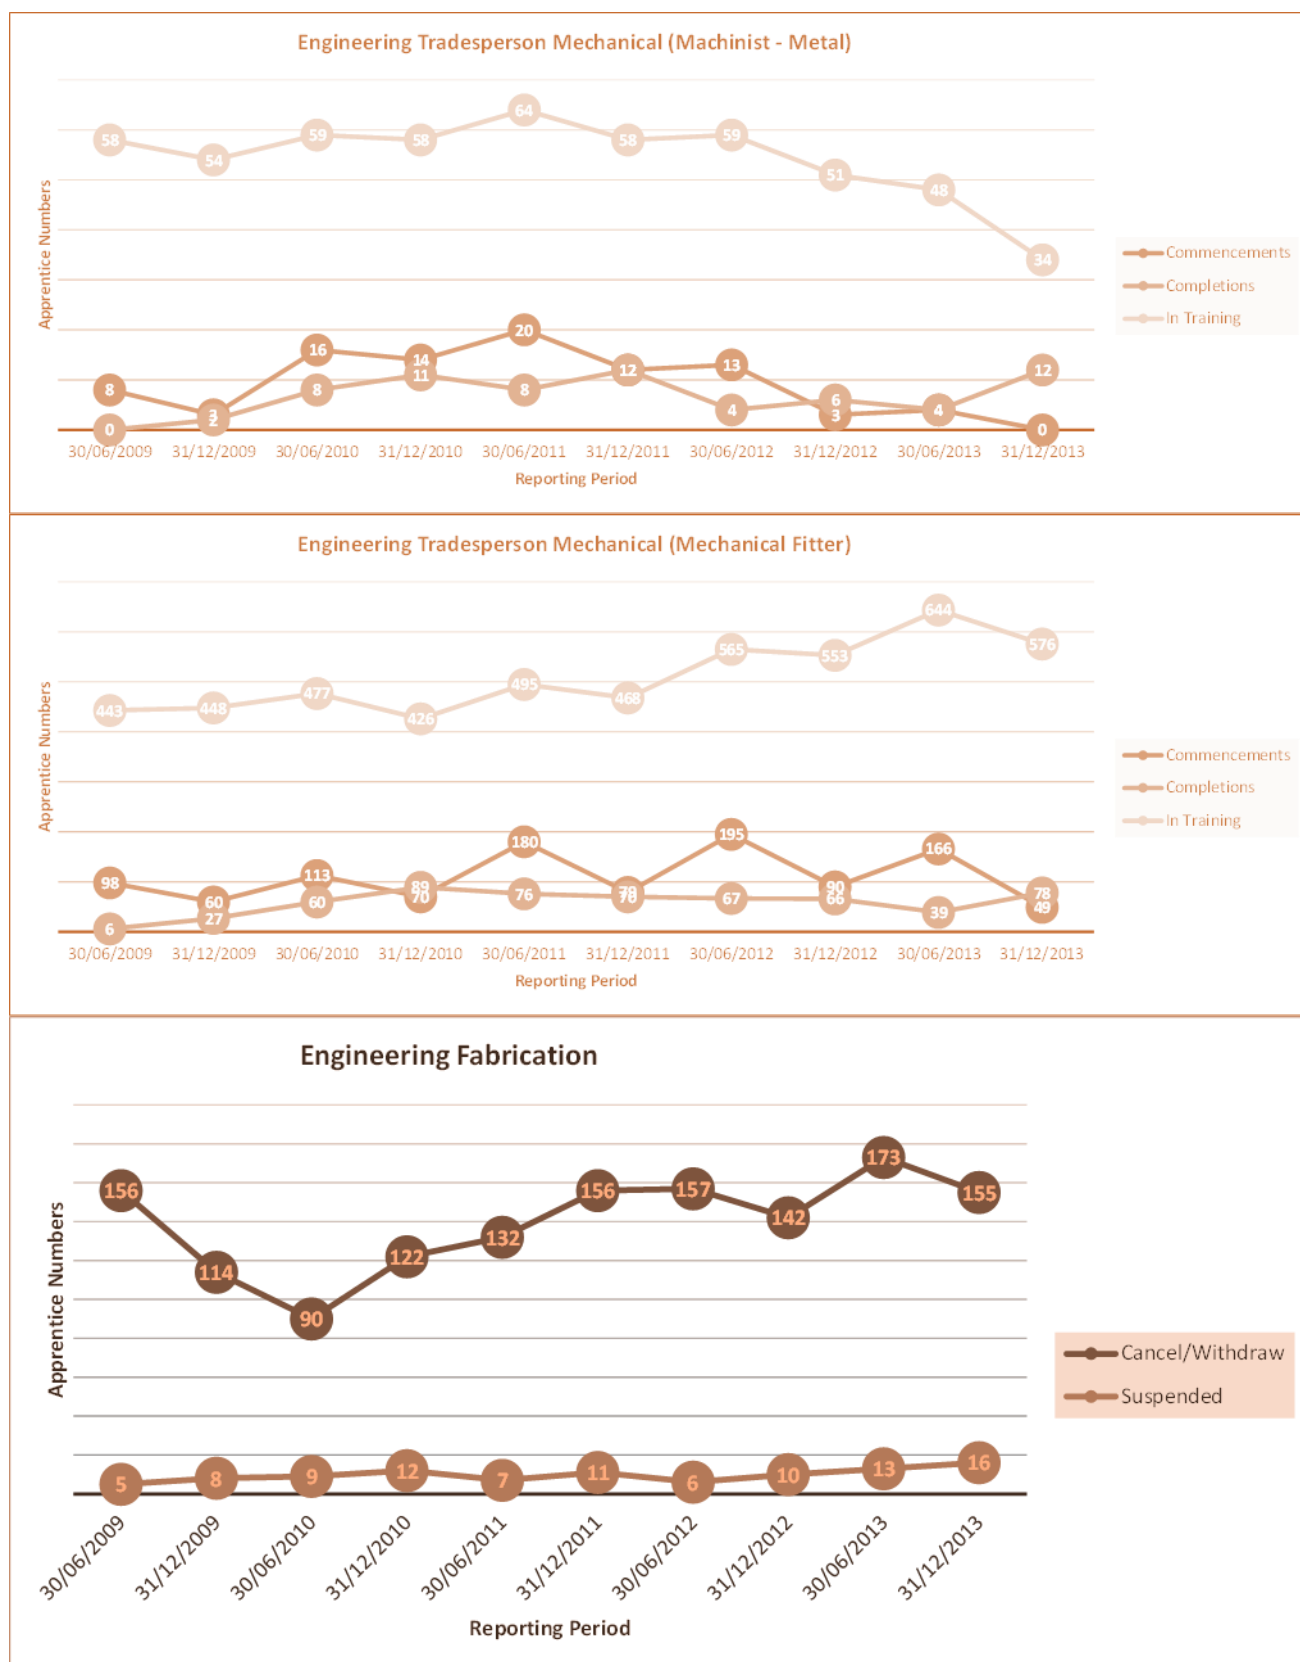 Engineering Tradesperson Mechanical (Machinist - Metal)
Apprentice Numbers
58 54 59 58 64 58 59 51 48 34
8 3 16 14 20 12 13 3 4 0
0 2 8 11 8 12 4 6 4 12
30/06/2009 31/12/2009 30/06/2010 31/12/2010 30/06/2011 31/12/2011 30/06/2012 31/12/2012 30/06/2013 31/12/2013
Reporting Period
Commencements
Completions
In Training
Engineering Tradesperson Mechanical (Mechanical Fitter)
Apprentice Numbers
443 448 477 426 495 468 565 553 644 576
98 60 113 70 180 195 90 166 49
6 27 60 89 76 70 67 66 39 78
30/06/2009 31/12/2009 30/06/2010 31/12/2010 30/06/2011 31/12/2011 30/06/2012 31/12/2012 30/06/2013 31/12/2013
Reporting Period
Commencements
Completions
In Training
Engineering Fabrication
Apprentice Numbers
156 114 90 122 132 156 157 142 173 155
5 8 9 12 7 11 6 10 13 16
30/06/2009 31/12/2009 30/06/2010 31/12/2010 30/06/2011 31/12/2011 30/06/2012 31/12/2012 30/06/2013 31/12/2013
Reporting Period
Cancel/Withdraw
Suspended